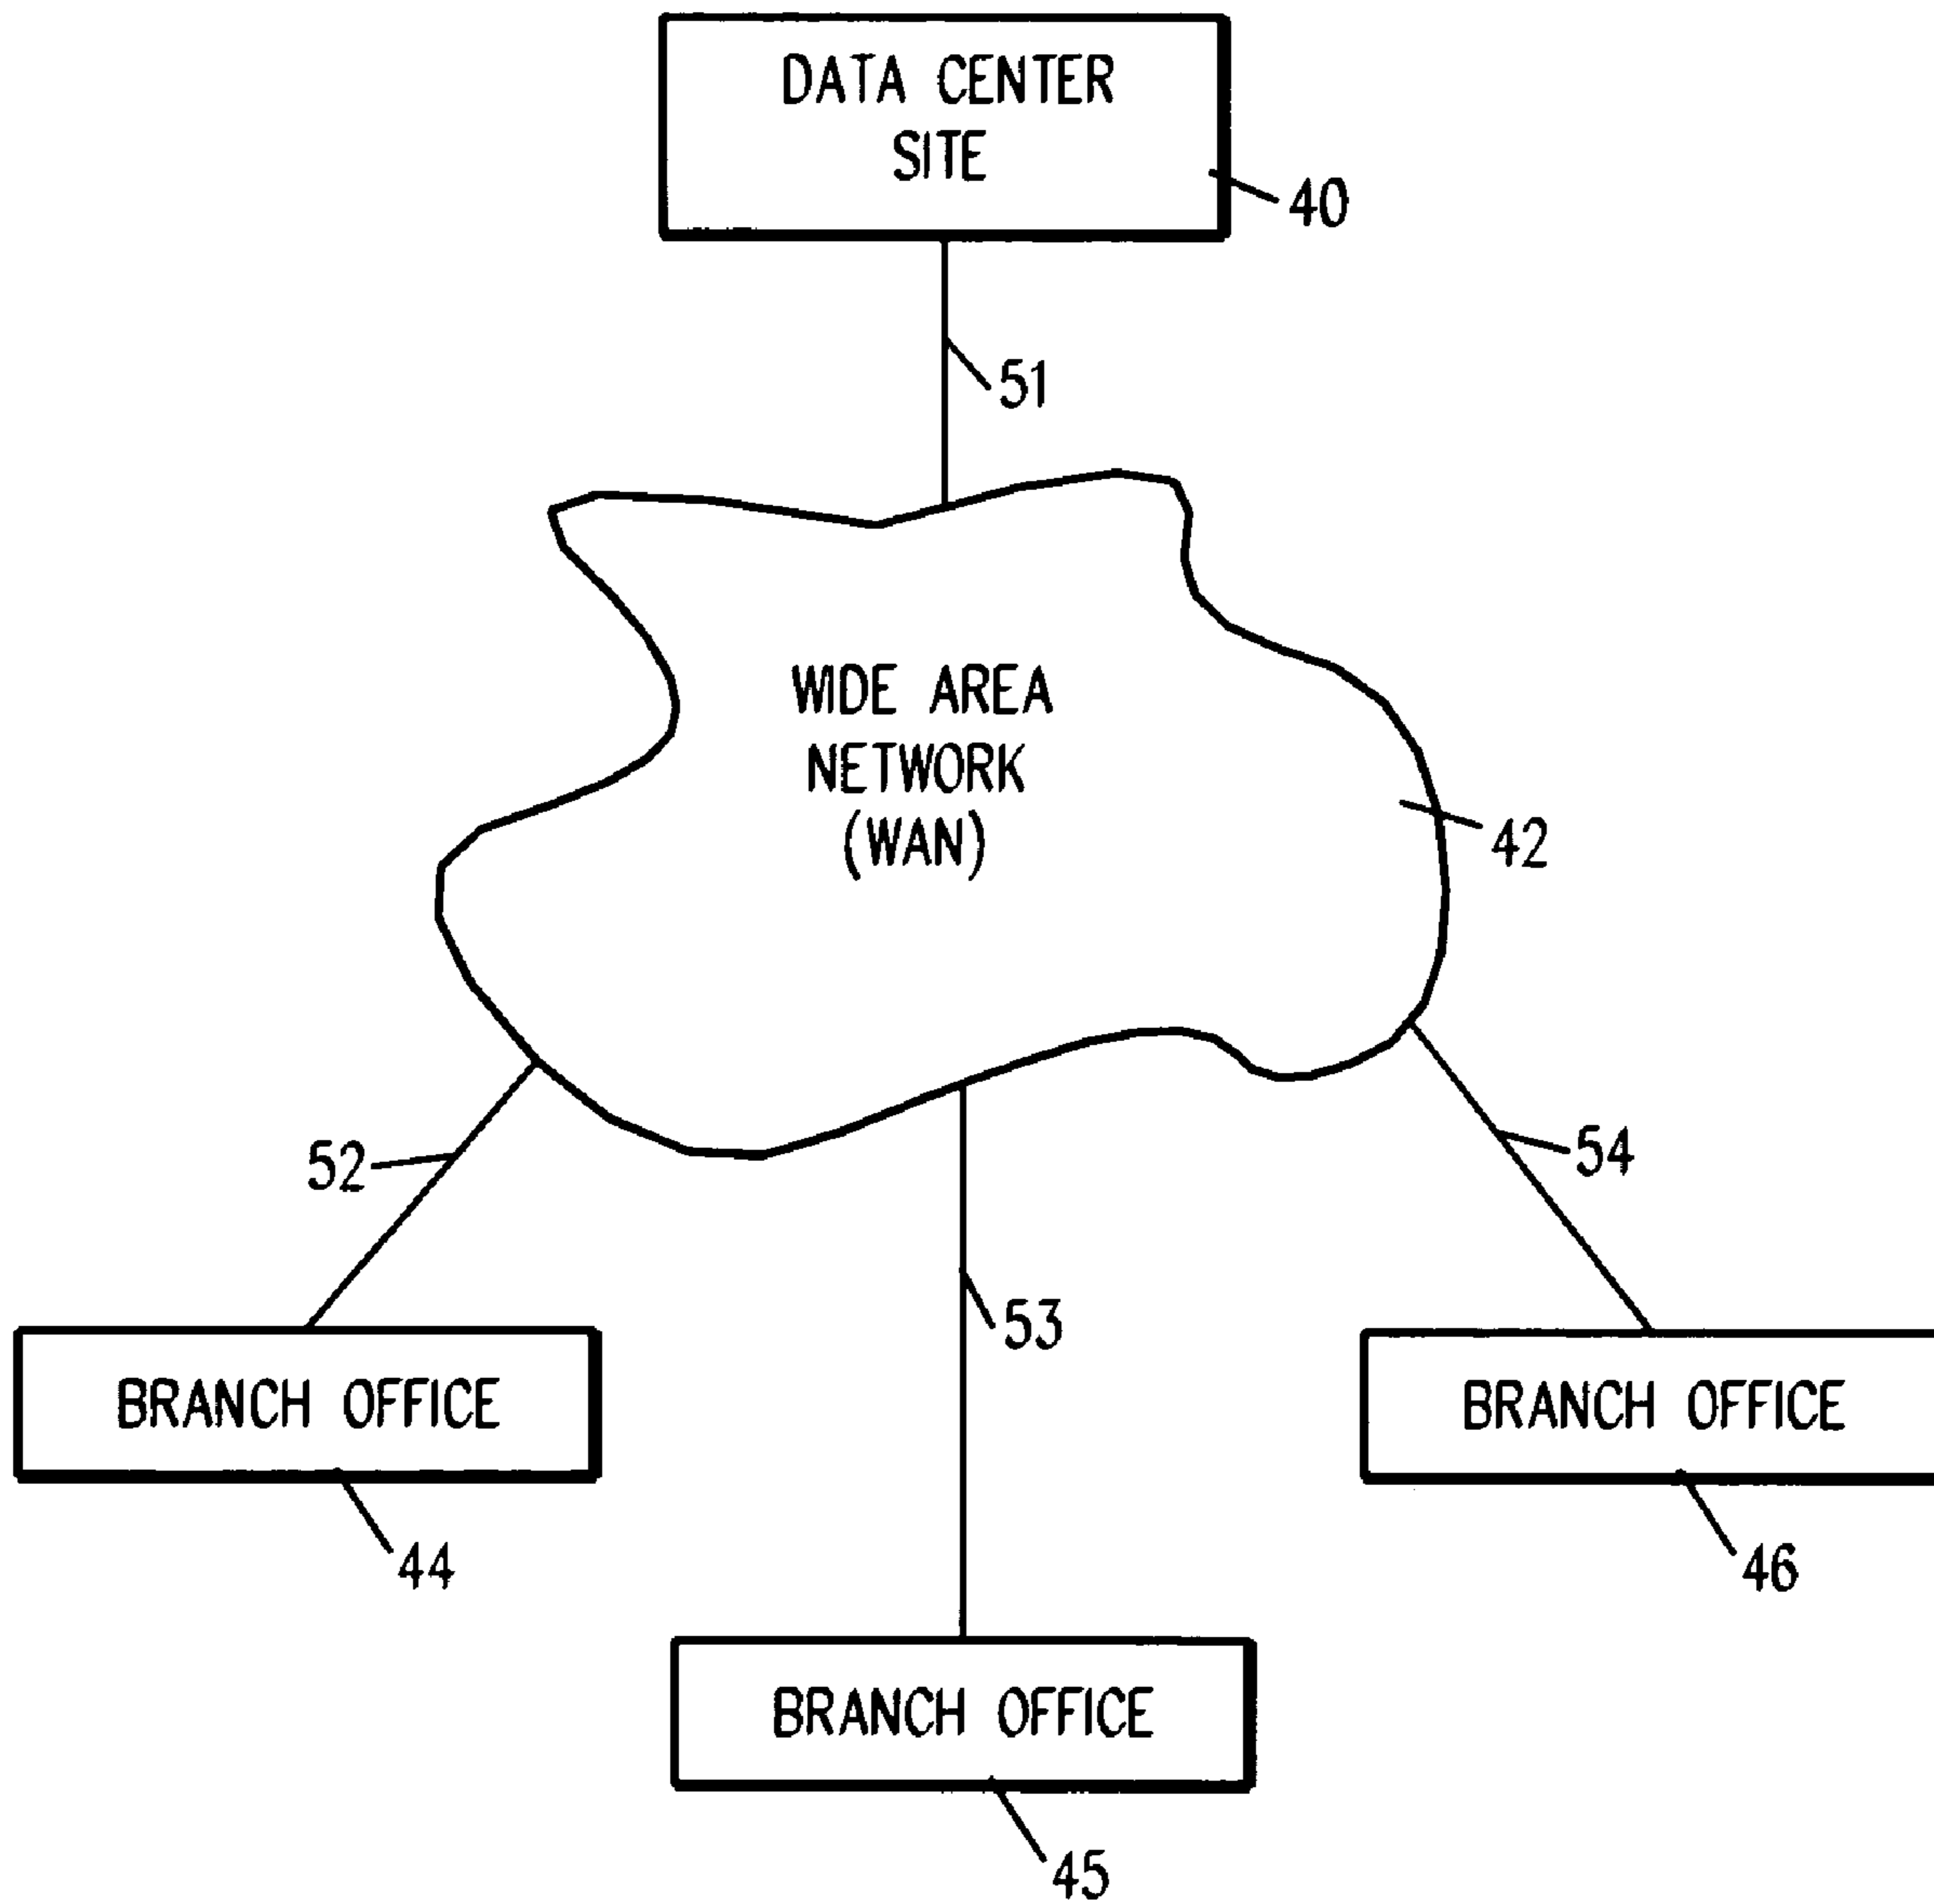 DATA CENTER
SITE
40
51
WIDE AREA
NETWORK
(WAN)
42
52
54
53
BRANCH OFFICE
BRANCH OFFICE
44
46
BRANCH OFFICE
45